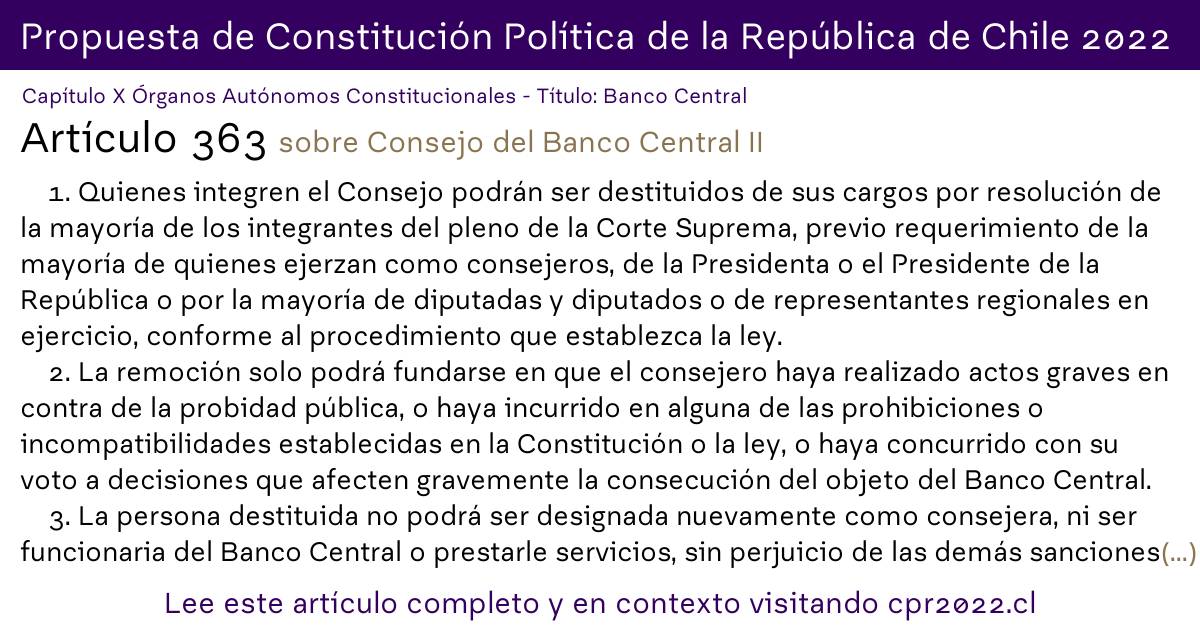 Propuesta de Constitución Política de la República de Chile 2022
Capítulo X Órganos Autónomos Constitucionales - Título: Banco Central
Artículo 363 sobre Consejo del Banco Central II
1. Quienes integren el Consejo podrán ser destituidos de sus cargos por resolución de
la mayoría de los integrantes del pleno de la Corte Suprema, previo requerimiento de la
mayoría de quienes ejerzan como consejeros, de la Presidenta o el Presidente de la
República o por la mayoría de diputadas y diputados o de representantes regionales en
ejercicio, conforme al procedimiento que establezca la ley.
2. La remoción solo podrá fundarse en que el consejero haya realizado actos graves en
contra de la probidad pública, o haya incurrido en alguna de las prohibiciones o
incompatibilidades establecidas en la Constitución o la ley, o haya concurrido con su
voto a decisiones que afecten gravemente la consecución del objeto del Banco Central.
3. La persona destituida no podrá ser designada nuevamente como consejera, ni ser
funcionaria del Banco Central o prestarle servicios, sin perjuicio de las demás sanciones(...)
Lee este artículo completo y en contexto visitando cpr2022.cl